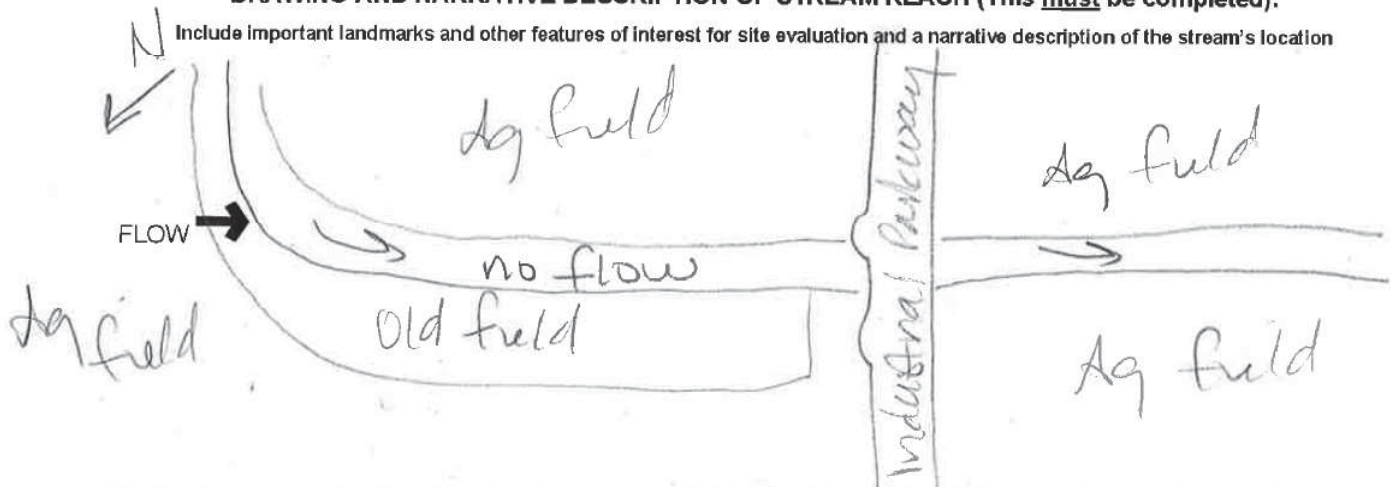 DRAWING AND NARRATIVE DESCRIPTION OF STREAM REACH (This must be completed):
Include important landmarks and other features of interest for site evaluation and a narrative description of the stream's location
N
Ag field
Ag field
FLOW
no flow
Old field
Ag field
Industrial Parkway
Ag field